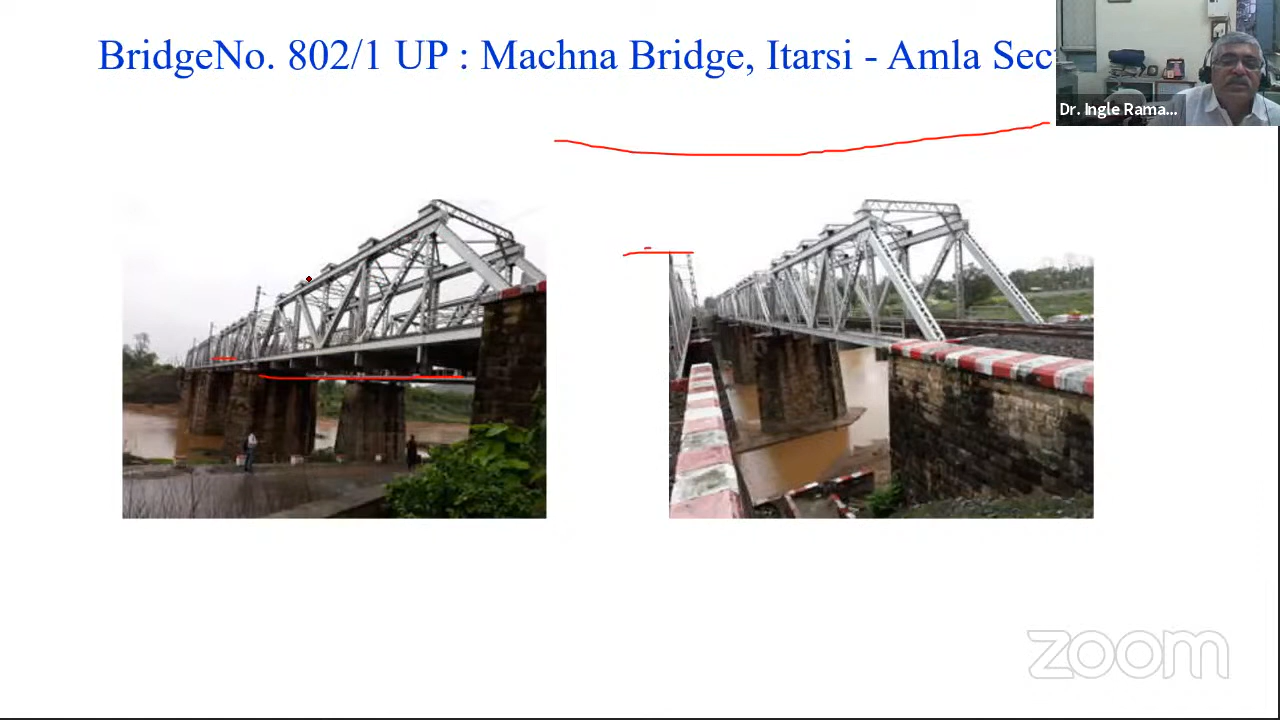 BridgeNo. 802/1 UP : Machna Bridge, Itarsi - Amla Sec
Dr. Ingle Rama...
zoom